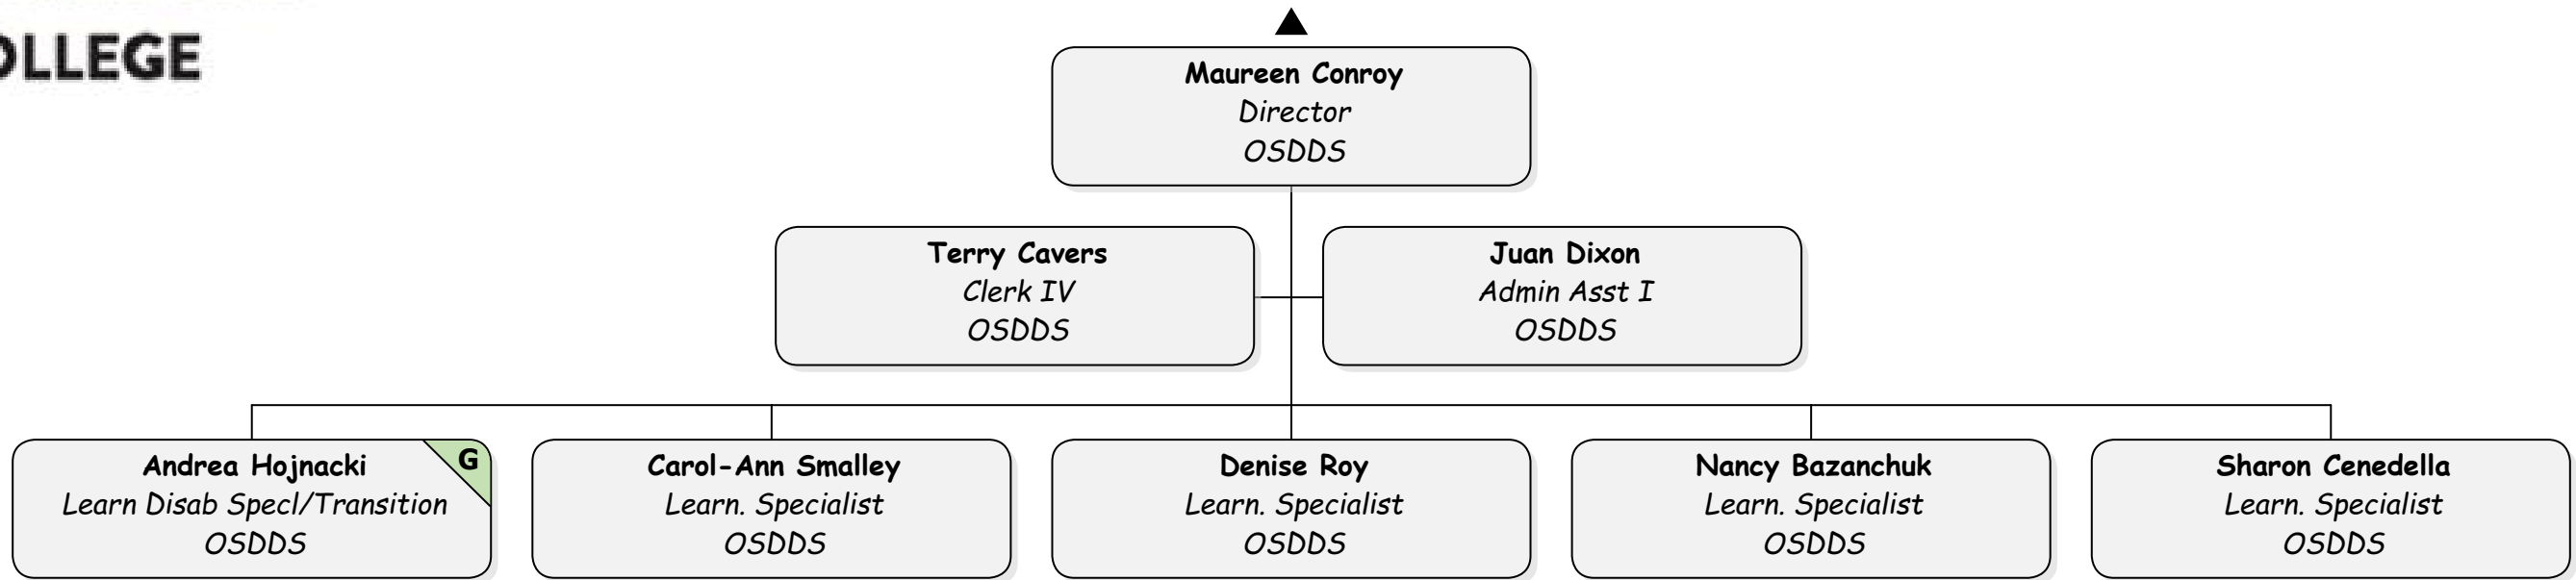 Maureen Conroy
Director
OSDDS
Terry Cavers
Clerk IV
OSDDS
Juan Dixon
Admin Asst I
OSDDS
Andrea Hojnacki
Learn Disab Specl/Transition
OSDDS
G
Carol-Ann Smalley
Learn. Specialist
OSDDS
Denise Roy
Learn. Specialist
OSDDS
Nancy Bazanchuk
Learn. Specialist
OSDDS
Sharon Cenedella
Learn. Specialist
OSDDS